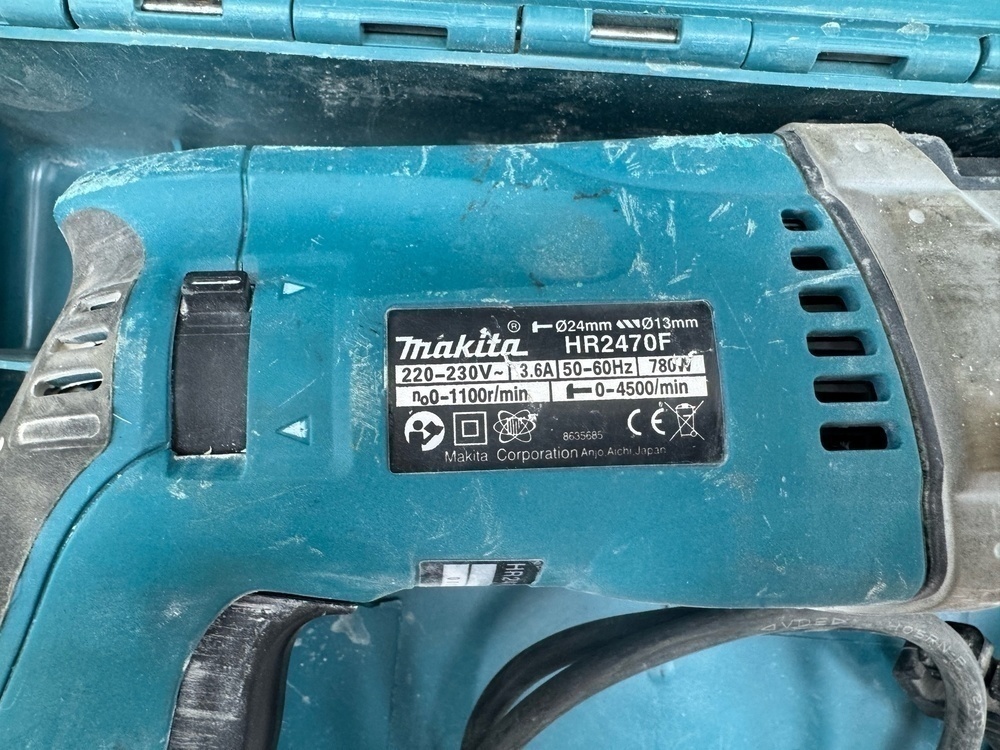 Makita ® Ø24mm Ø13mm
HR2470F
220-230V~ 3.6A 50-60Hz 780W
n₀0-1100r/min 0-4500/min
8635685 CE
Makita Corporation Anjo, Aichi, Japan